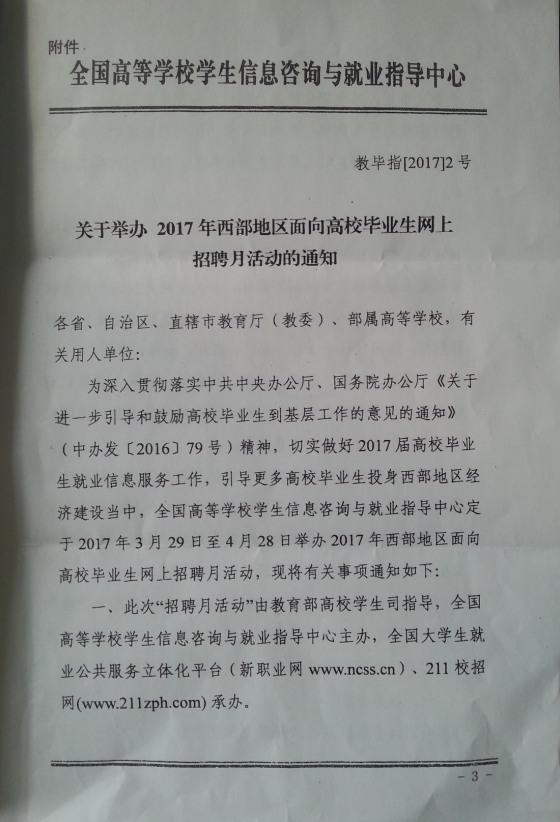 附件
全国高等学校学生信息咨询与就业指导中心
教毕指[2017]2 号
关于举办 2017 年西部地区面向高校毕业生网上
招聘月活动的通知
各省、自治区、直辖市教育厅（教委）、部属高等学校，有
关用人单位：
为深入贯彻落实中共中央办公厅、国务院办公厅《关于
进一步引导和鼓励高校毕业生到基层工作的意见的通知》
（中办发〔2016〕79 号）精神，切实做好 2017 届高校毕业
生就业信息服务工作，引导更多高校毕业生投身西部地区经
济建设当中，全国高等学校学生信息咨询与就业指导中心定
于 2017 年 3 月 29 日至 4 月 28 日举办 2017 年西部地区面向
高校毕业生网上招聘月活动，现将有关事项通知如下：
一、此次“招聘月活动”由教育部高校学生司指导，全国
高等学校学生信息咨询与就业指导中心主办，全国大学生就
业公共服务立体化平台（新职业网 www.ncss.cn）、211 校招
网(www.211zph.com) 承办。
- 3 -